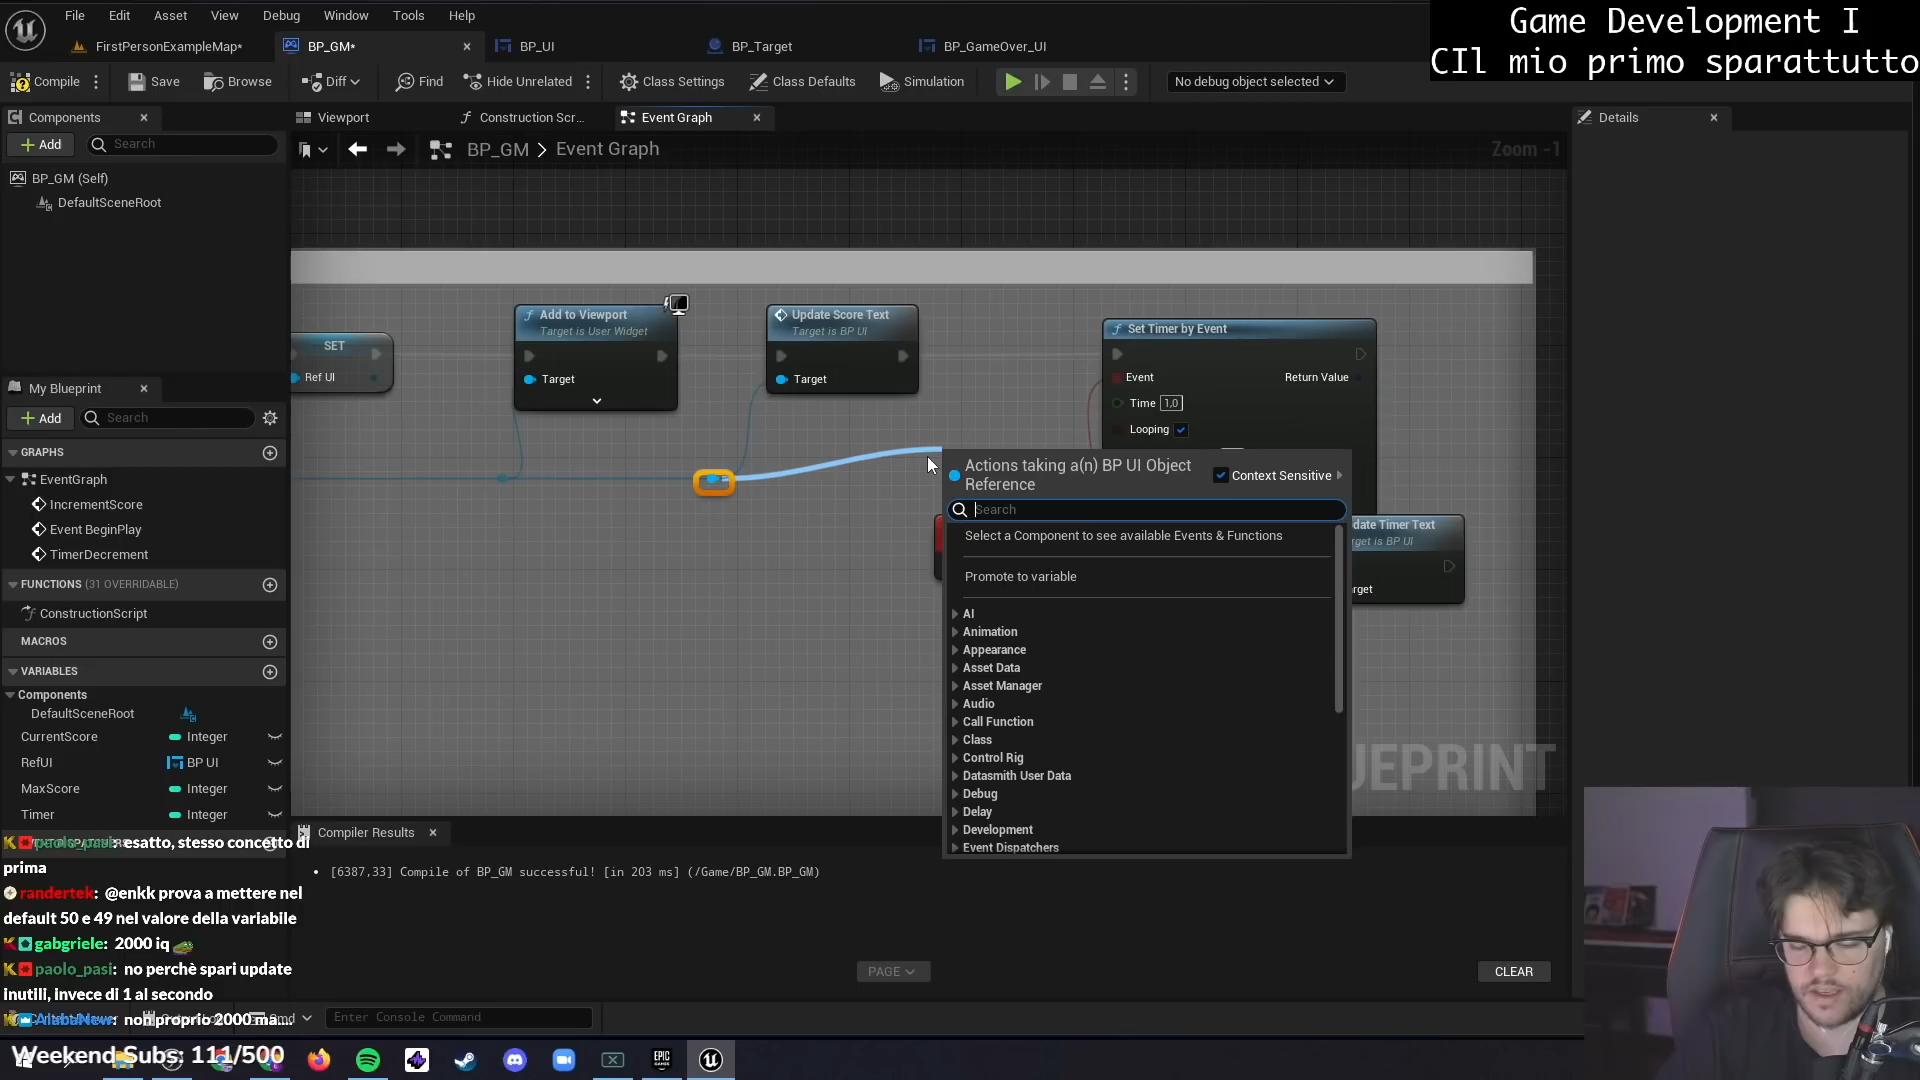 File Edit Asset View Debug Window Tools Help
Game Development I
CIl mio primo sparattutto
FirstPersonExampleMap* BP_GM* BP_UI BP_Target BP_GameOver_UI
Compile Save Browse Diff Find Hide Unrelated Class Settings Class Defaults Simulation No debug object selected
Components Viewport Construction Scr... Event Graph Details
Add Search BP_GM > Event Graph Zoom -1
BP_GM (Self)
DefaultSceneRoot
SET
Ref UI
Add to Viewport
Target is User Widget
Target
Update Score Text
Target is BP UI
Target
Set Timer by Event
Event Return Value
Time 1,0
Looping
My Blueprint
Add Search
GRAPHS
EventGraph
IncrementScore
Event BeginPlay
TimerDecrement
FUNCTIONS (31 OVERRIDABLE)
ConstructionScript
MACROS
VARIABLES
Components
DefaultSceneRoot
CurrentScore Integer
RefUI BP UI
MaxScore Integer
Timer Integer
Actions taking a(n) BP UI Object
Reference
Context Sensitive
Search
Select a Component to see available Events & Functions
Promote to variable
AI
Animation
Appearance
Asset Data
Asset Manager
Audio
Call Function
Class
Control Rig
Datasmith User Data
Debug
Delay
Development
Event Dispatchers
date Timer Text
rget is BP UI
rget
UEPRINT
Compiler Results
[6387,33] Compile of BP_GM successful! [in 203 ms] (/Game/BP_GM.BP_GM)
PAGE
CLEAR
Cmd Enter Console Command
paolo_pasi: esatto, stesso concetto di
prima
randertek: @enkk prova a mettere nel
default 50 e 49 nel valore della variabile
gabgriele: 2000 iq
paolo_pasi: no perchè spari update
inutili, invece di 1 al secondo
AlabaNew: non proprio 2000 ma...
Weekend Subs: 111/500
EPIC
GAMES